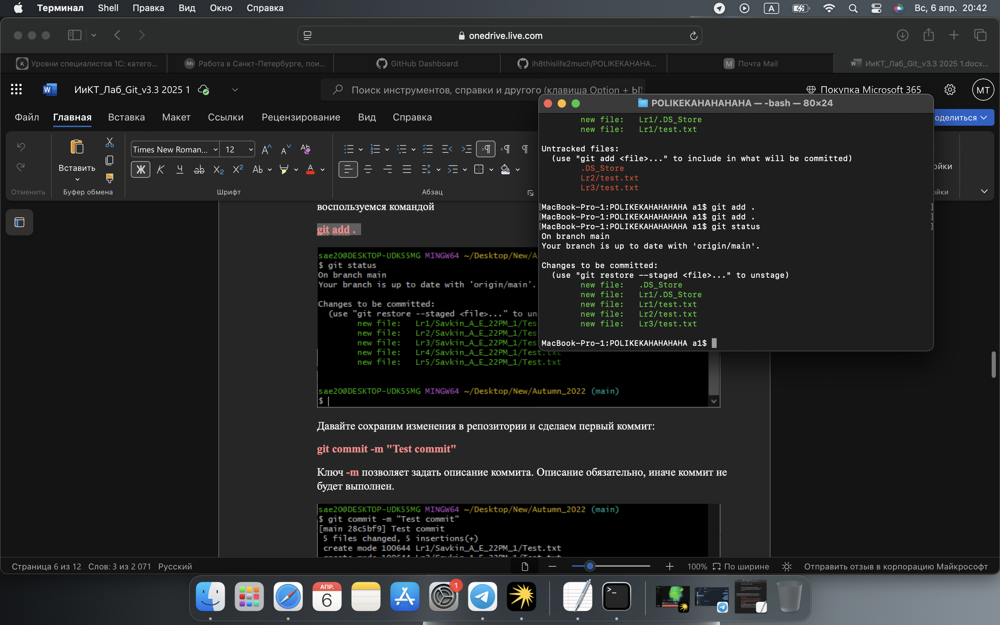 Терминал Shell Правка Вид Окно Справка
A Вс, 6 апр. 20:42
onedrive.live.com
Уровни специалистов 1С: катего...
hh Работа в Санкт-Петербурге, пои...
GitHub Dashboard
ih8thislife2much/POLIKEKAHAHA...
M Почта Mail
W ИиКТ_Лаб_Git_v3.3 2025 1.docx...
W ИиКТ_Лаб_Git_v3.3 2025 1
Поиск инструментов, справки и другого (клавиша Option + Ы)
Покупка Microsoft 365
МТ
Файл Главная Вставка Макет Ссылки Рецензирование Вид Справка
оделиться
Вставить
Times New Roman... 12
Ж К Ч ab X2 X2 Ab A
ойки
Отменить Буфер обмена Шрифт Абзац
ойки
воспользуемся командой
git add .
sae20@DESKTOP-UDK55MG MINGW64 ~/Desktop/New/A
$ git status
On branch main
Your branch is up to date with 'origin/main'.
Changes to be committed:
(use "git restore --staged <file>..." to un
new file: Lr1/Savkin_A_E_22PM_1/Tes
new file: Lr2/Savkin_A_E_22PM_1/Tes
new file: Lr3/Savkin_A_E_22PM_1/Tes
new file: Lr4/Savkin_A_E_22PM_1/Test.txt
new file: Lr5/Savkin_A_E_22PM_1/Test.txt
sae20@DESKTOP-UDK55MG MINGW64 ~/Desktop/New/Autumn_2022 (main)
$
Давайте сохраним изменения в репозитории и сделаем первый коммит:
git commit -m "Test commit"
Ключ -m позволяет задать описание коммита. Описание обязательно, иначе коммит не
будет выполнен.
sae20@DESKTOP-UDK55MG MINGW64 ~/Desktop/New/Autumn_2022 (main)
$ git commit -m "Test commit"
[main 28c5bf9] Test commit
5 files changed, 5 insertions(+)
create mode 100644 Lr1/Savkin_A_E_22PM_1/Test.txt
POLIKEKAHAHAHAHA — -bash — 80×24
new file: Lr1/.DS_Store
new file: Lr1/test.txt
Untracked files:
(use "git add <file>..." to include in what will be committed)
.DS_Store
Lr2/test.txt
Lr3/test.txt
[MacBook-Pro-1:POLIKEKAHAHAHAHA a1$ git add . ]
[MacBook-Pro-1:POLIKEKAHAHAHAHA a1$ git add . ]
[MacBook-Pro-1:POLIKEKAHAHAHAHA a1$ git status ]
On branch main
Your branch is up to date with 'origin/main'.
Changes to be committed:
(use "git restore --staged <file>..." to unstage)
new file: .DS_Store
new file: Lr1/.DS_Store
new file: Lr1/test.txt
new file: Lr2/test.txt
new file: Lr3/test.txt
MacBook-Pro-1:POLIKEKAHAHAHAHA a1$
Страница 6 из 12 Слов: 3 из 2 071 Русский
100% По ширине Отправить отзыв в корпорацию Майкрософт
АПР.
6
1
>_